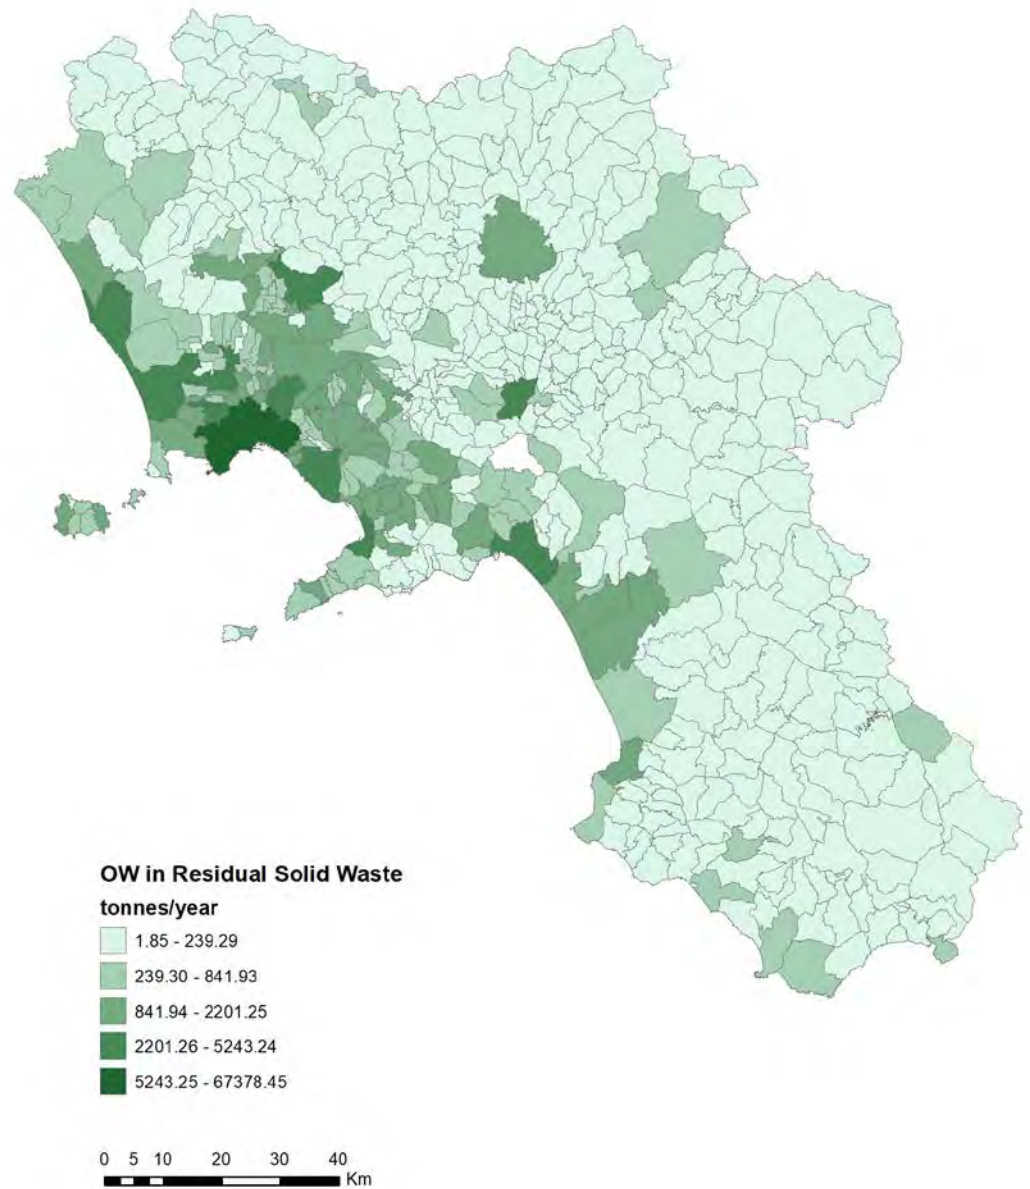 OW in Residual Solid Waste
tonnes/year
1.85 - 239.29
239.30 - 841.93
841.94 - 2201.25
2201.26 - 5243.24
5243.25 - 67378.45
0 5 10 20 30 40
Km